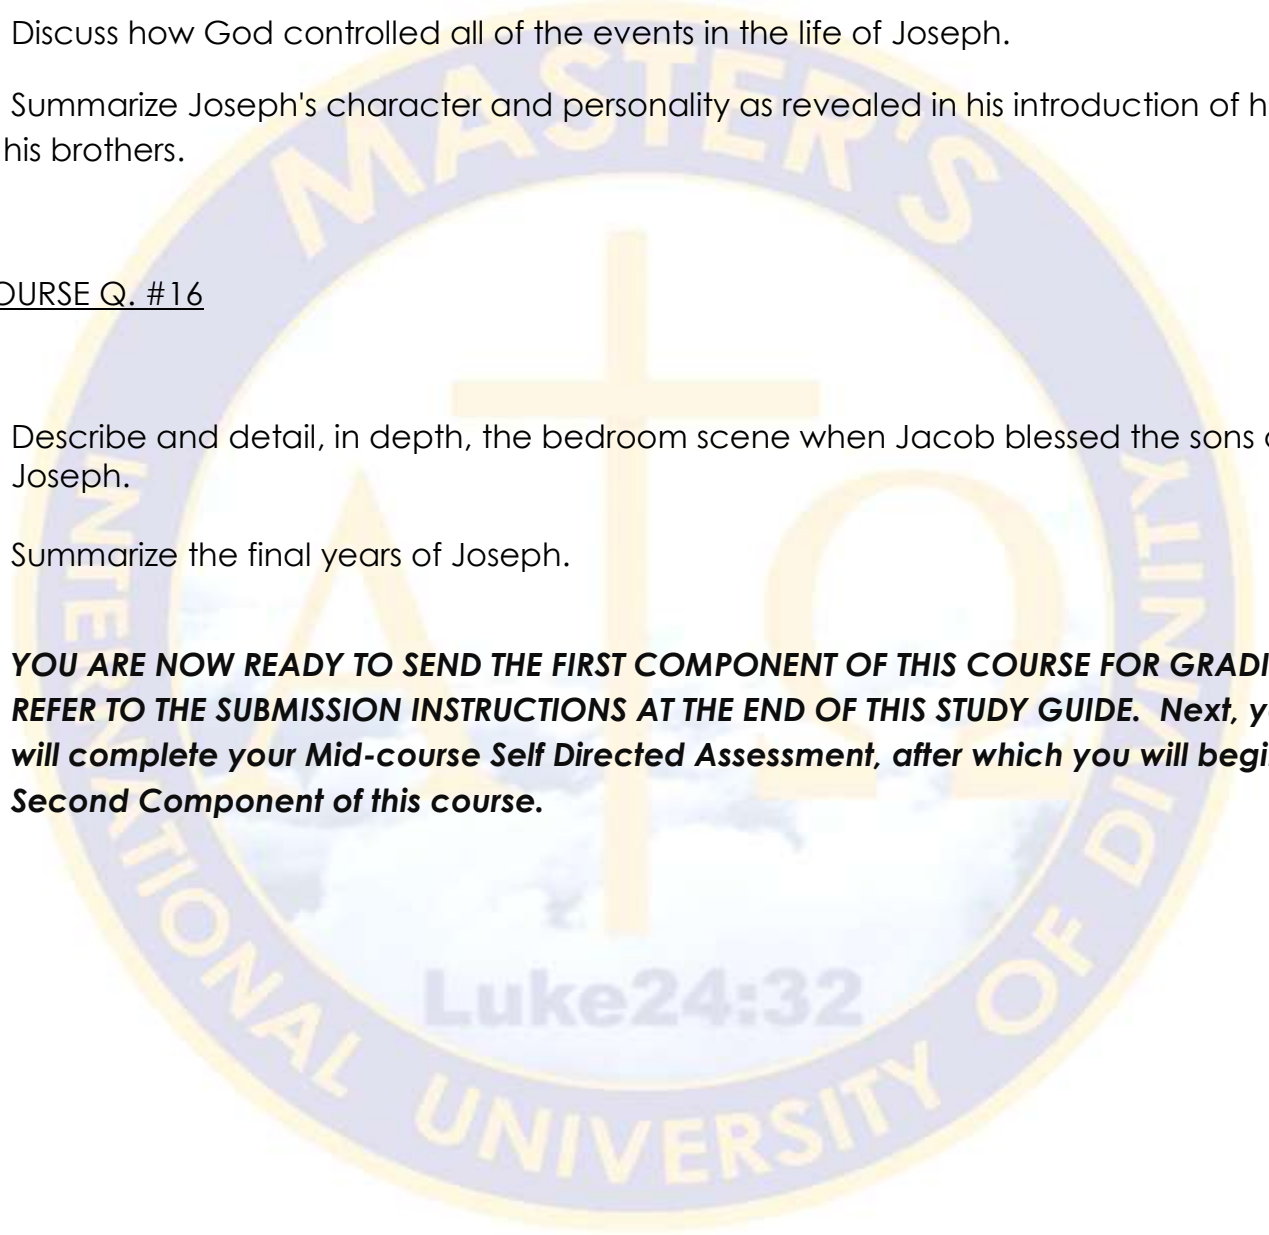 Discuss how God controlled all of the events in the life of Joseph.
Summarize Joseph's character and personality as revealed in his introduction of h
his brothers.
OURSE Q. #16
Describe and detail, in depth, the bedroom scene when Jacob blessed the sons o
Joseph.
Summarize the final years of Joseph.
YOU ARE NOW READY TO SEND THE FIRST COMPONENT OF THIS COURSE FOR GRADI
REFER TO THE SUBMISSION INSTRUCTIONS AT THE END OF THIS STUDY GUIDE.  Next, y
will complete your Mid-course Self Directed Assessment, after which you will begi
Second Component of this course.
MASTER'S
INTERNATIONAL UNIVERSITY OF DIVINITY
Α Ω
Luke24:32